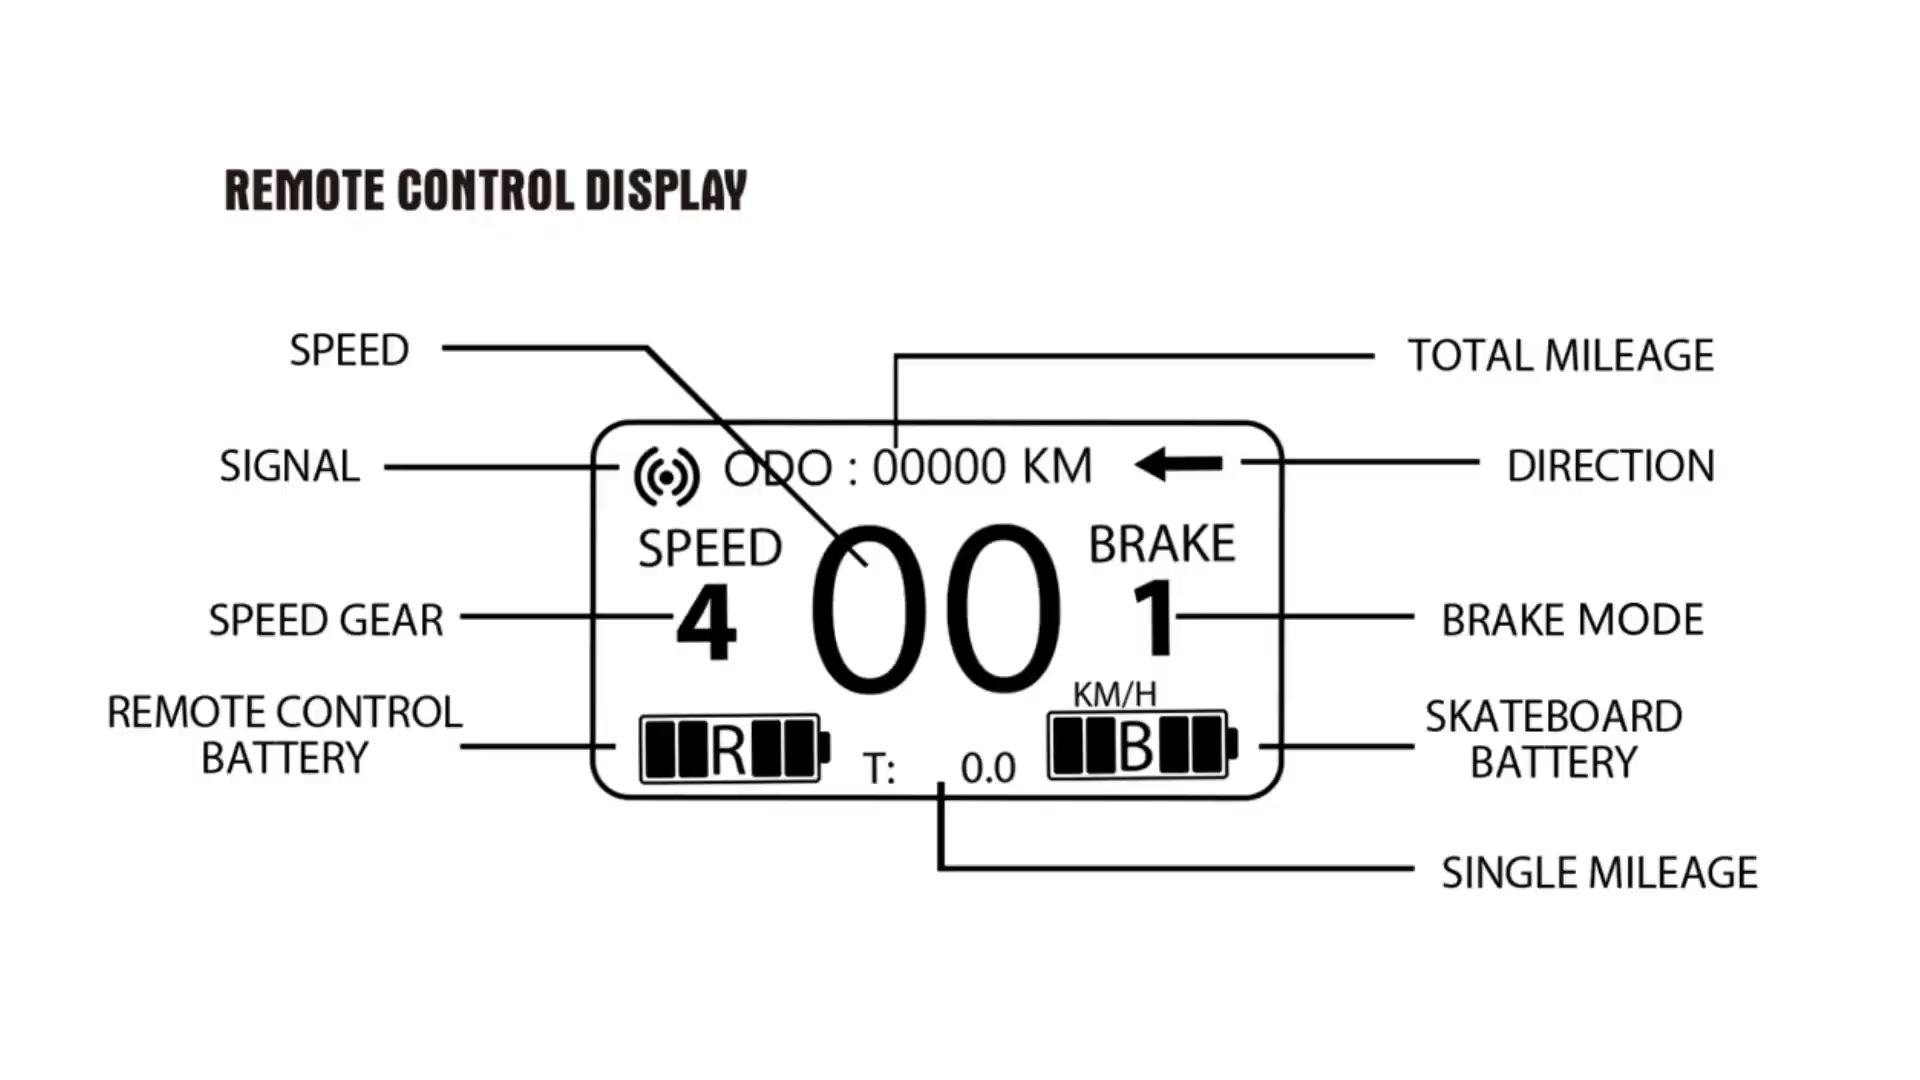 REMOTE CONTROL DISPLAY
SPEED
TOTAL MILEAGE
SIGNAL
ODO : 00000 KM
DIRECTION
SPEED
00
BRAKE
SPEED GEAR
4
1
BRAKE MODE
KM/H
REMOTE CONTROL
BATTERY
R
T: 0.0
B
SKATEBOARD
BATTERY
SINGLE MILEAGE